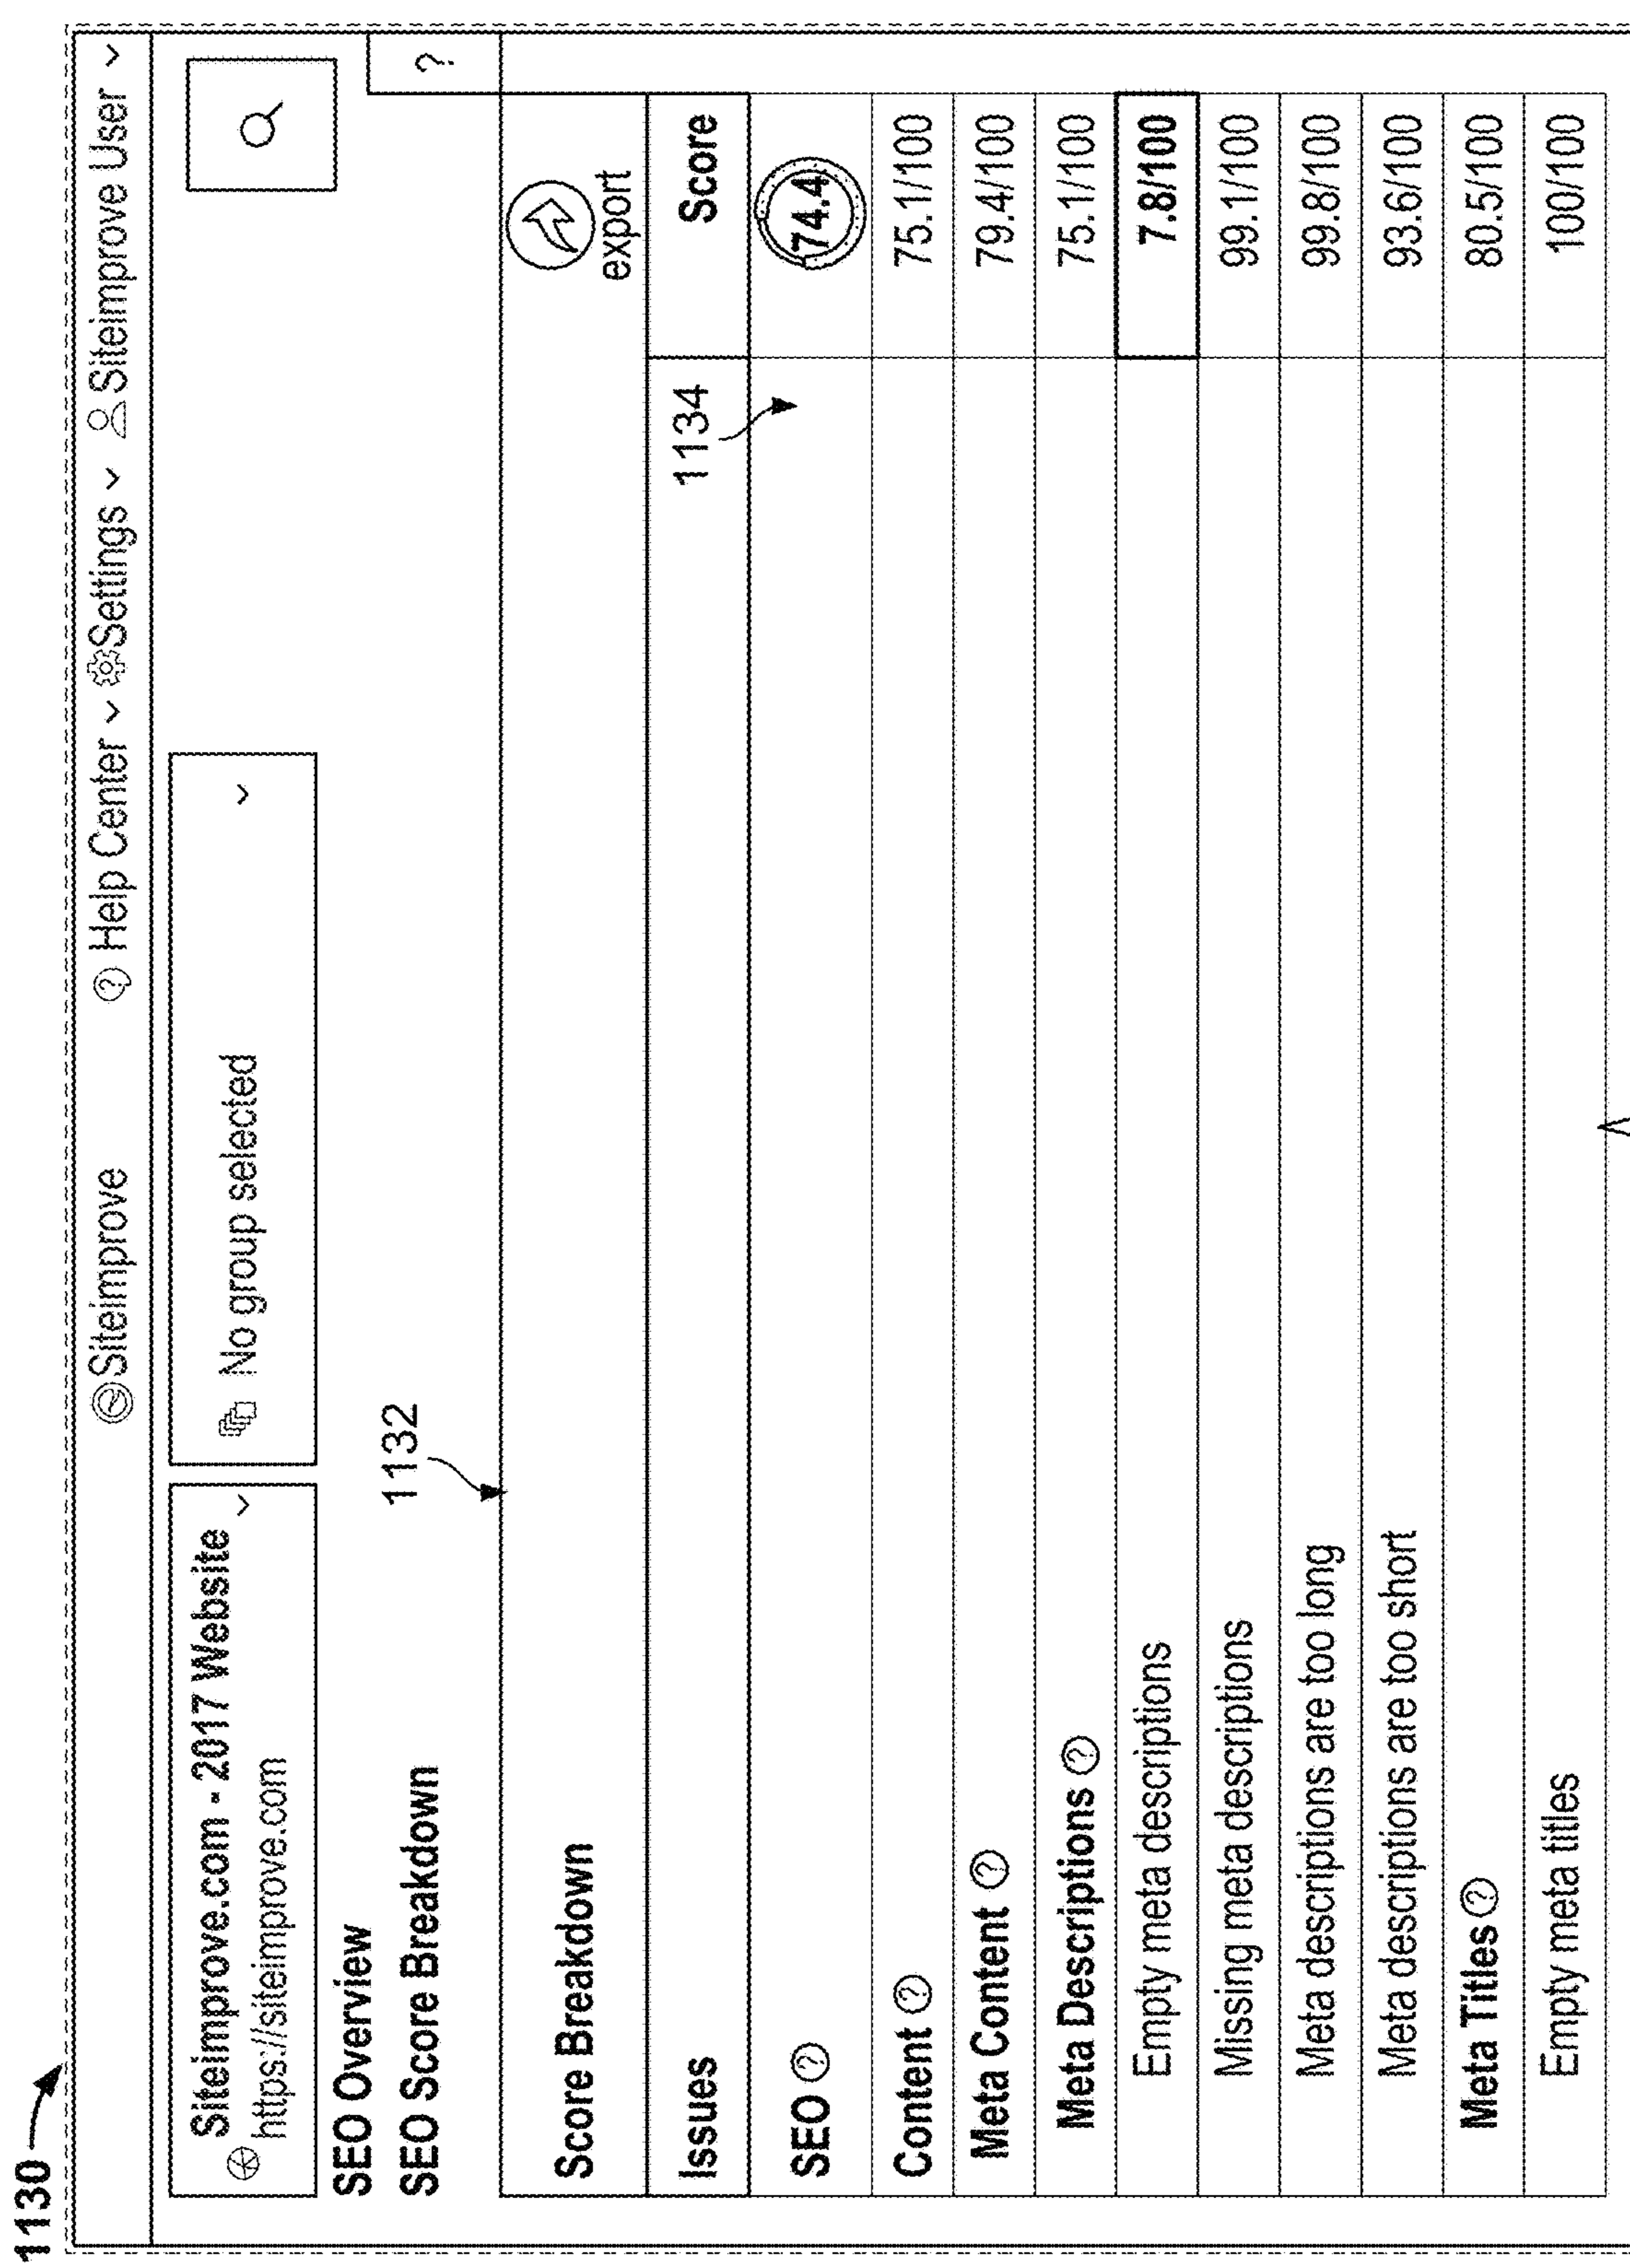 1130
Siteimprove Help Center Settings Siteimprove User
Siteimprove.com - 2017 Website
https://siteimprove.com
No group selected
SEO Overview
SEO Score Breakdown
?
1132
Score Breakdown
export
Issues Score
1134
SEO ? 74.4
Content ? 75.1/100
Meta Content ? 79.4/100
Meta Descriptions ? 75.1/100
Empty meta descriptions 7.8/100
Missing meta descriptions 99.1/100
Meta descriptions are too long 99.8/100
Meta descriptions are too short 93.6/100
Meta Titles ? 80.5/100
Empty meta titles 100/100